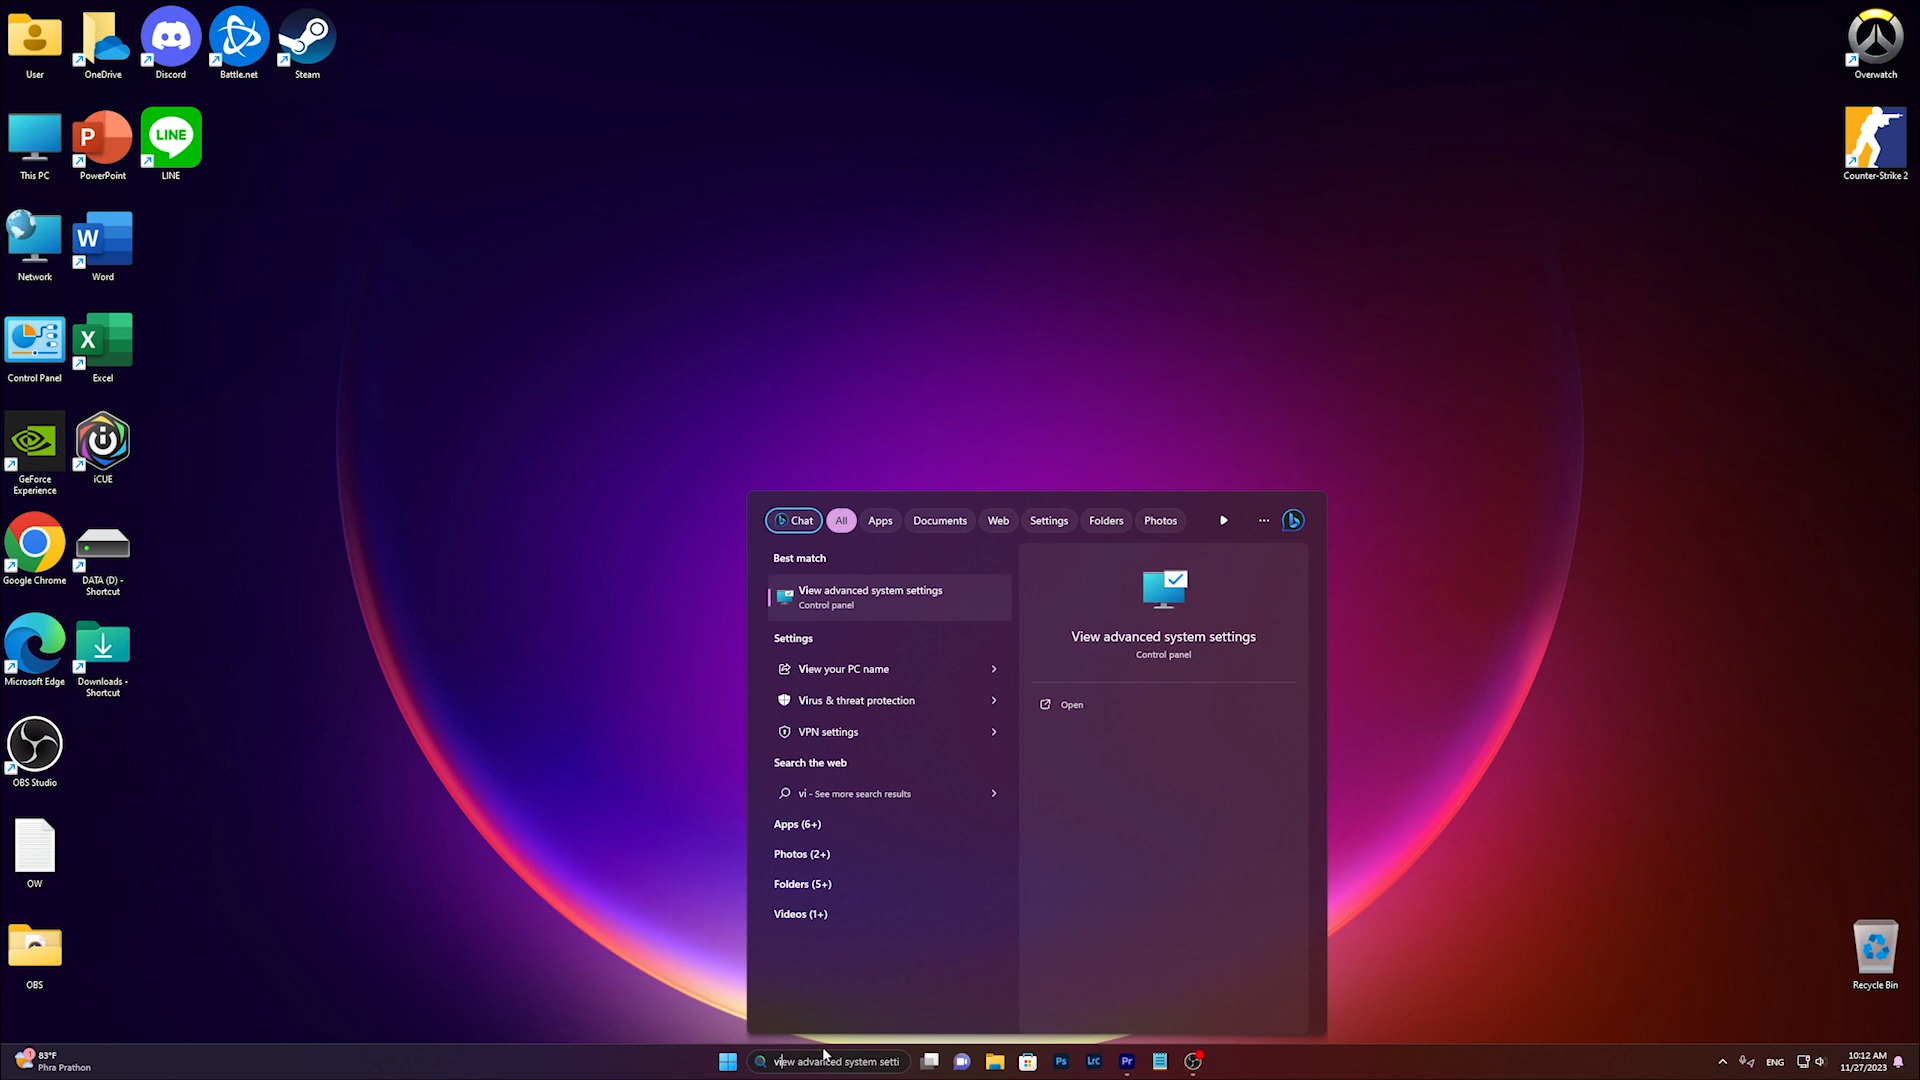 User
OneDrive
Discord
Battle.net
Steam
Overwatch
This PC
P
PowerPoint
LINE
LINE
Counter-Strike 2
Network
W
Word
Control Panel
X
Excel
GeForce
Experience
iCUE
Google Chrome
DATA (D) -
Shortcut
Microsoft Edge
Downloads -
Shortcut
OBS Studio
OW
OBS
Recycle Bin
Chat
All
Apps
Documents
Web
Settings
Folders
Photos
Best match
View advanced system settings
Control panel
Settings
View your PC name
Virus & threat protection
VPN settings
Search the web
vi - See more search results
Apps (6+)
Photos (2+)
Folders (5+)
Videos (1+)
View advanced system settings
Control panel
Open
1
83°F
Phra Prathon
view advanced system setti
Ps
Lrc
Pr
ENG
10:12 AM
11/27/2023